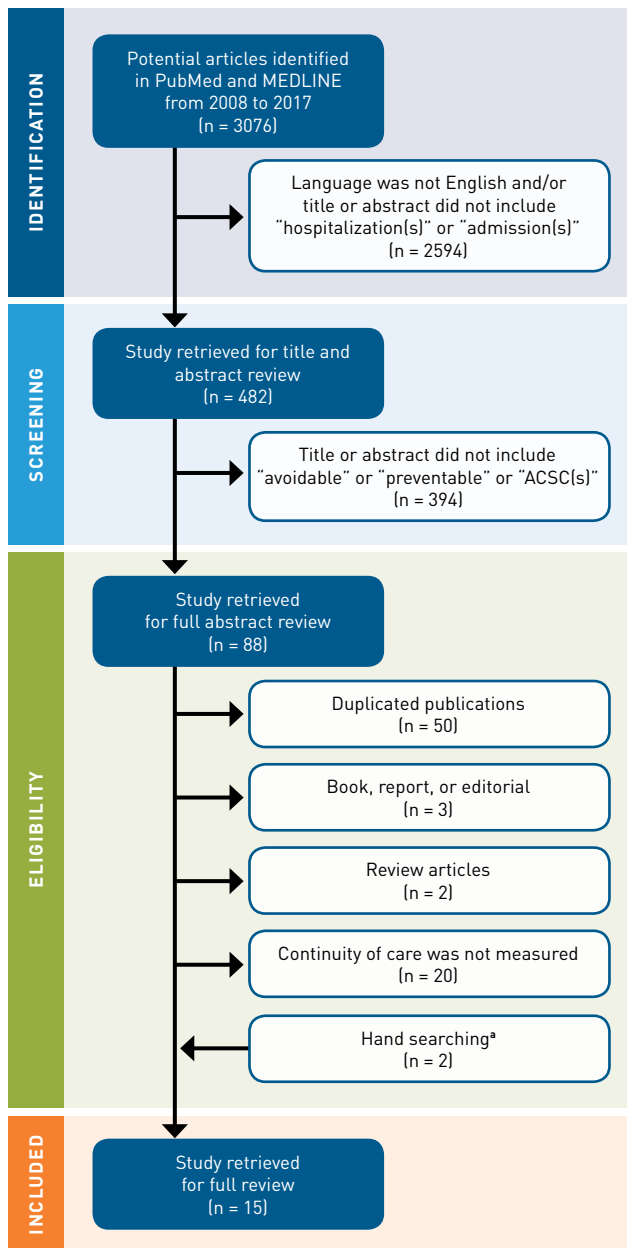 IDENTIFICATION
Potential articles identified
in PubMed and MEDLINE
from 2008 to 2017
(n = 3076)
Language was not English and/or
title or abstract did not include
“hospitalization(s)” or “admission(s)”
(n = 2594)
SCREENING
Study retrieved for title and
abstract review
(n = 482)
Title or abstract did not include
“avoidable” or “preventable” or “ACSC(s)”
(n = 394)
ELIGIBILITY
Study retrieved
for full abstract review
(n = 88)
Duplicated publications
(n = 50)
Book, report, or editorial
(n = 3)
Review articles
(n = 2)
Continuity of care was not measured
(n = 20)
Hand searchingª
(n = 2)
INCLUDED
Study retrieved
for full review
(n = 15)